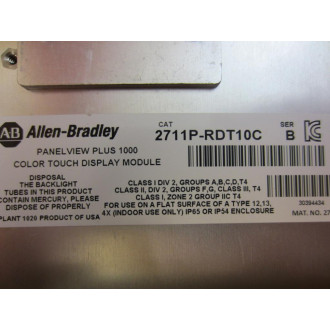 AB Allen-Bradley
PANELVIEW PLUS 1000
COLOR TOUCH DISPLAY MODULE
CAT SER
2711P-RDT10C B
DISPOSAL
THE BACKLIGHT
TUBES IN THIS PRODUCT
CONTAIN MERCURY, PLEASE
DISPOSE OF PROPERLY
PLANT 1026 PRODUCT OF USA
CLASS I DIV 2, GROUPS A,B,C,D,T4
CLASS II, DIV 2, GROUPS F,G, CLASS III, T4
CLASS I, ZONE 2 GROUP IIC T4
FOR USE ON A FLAT SURFACE OF A TYPE 12,13,
4X (INDOOR USE ONLY) IP65 OR IP54 ENCLOSURE
MAT. NO. 27